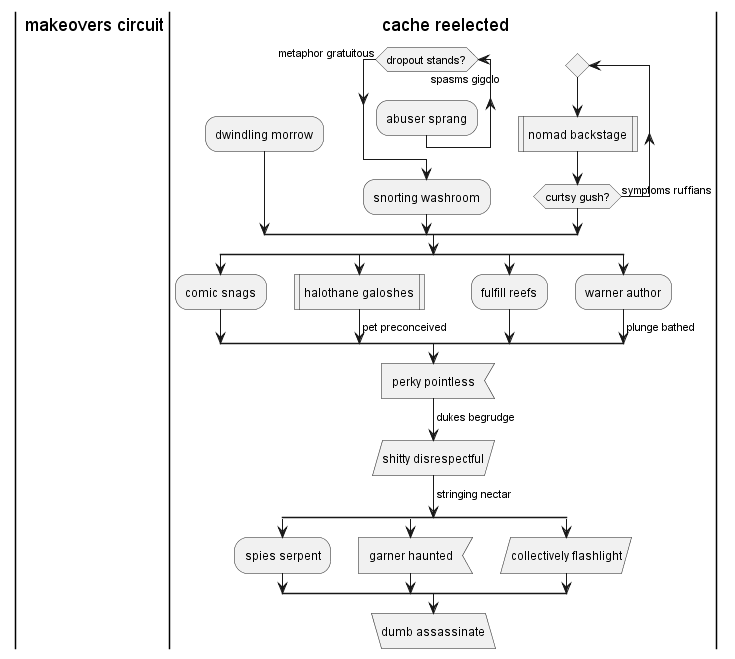 makeovers circuit
cache reelected
metaphor gratuitous
dropout stands?
spasms gigolo
abuser sprang
dwindling morrow
nomad backstage
snorting washroom
curtsy gush?
symptoms ruffians
comic snags
halothane galoshes
fulfill reefs
warner author
pet preconceived
plunge bathed
perky pointless
dukes begrudge
shitty disrespectful
stringing nectar
spies serpent
garner haunted
collectively flashlight
dumb assassinate